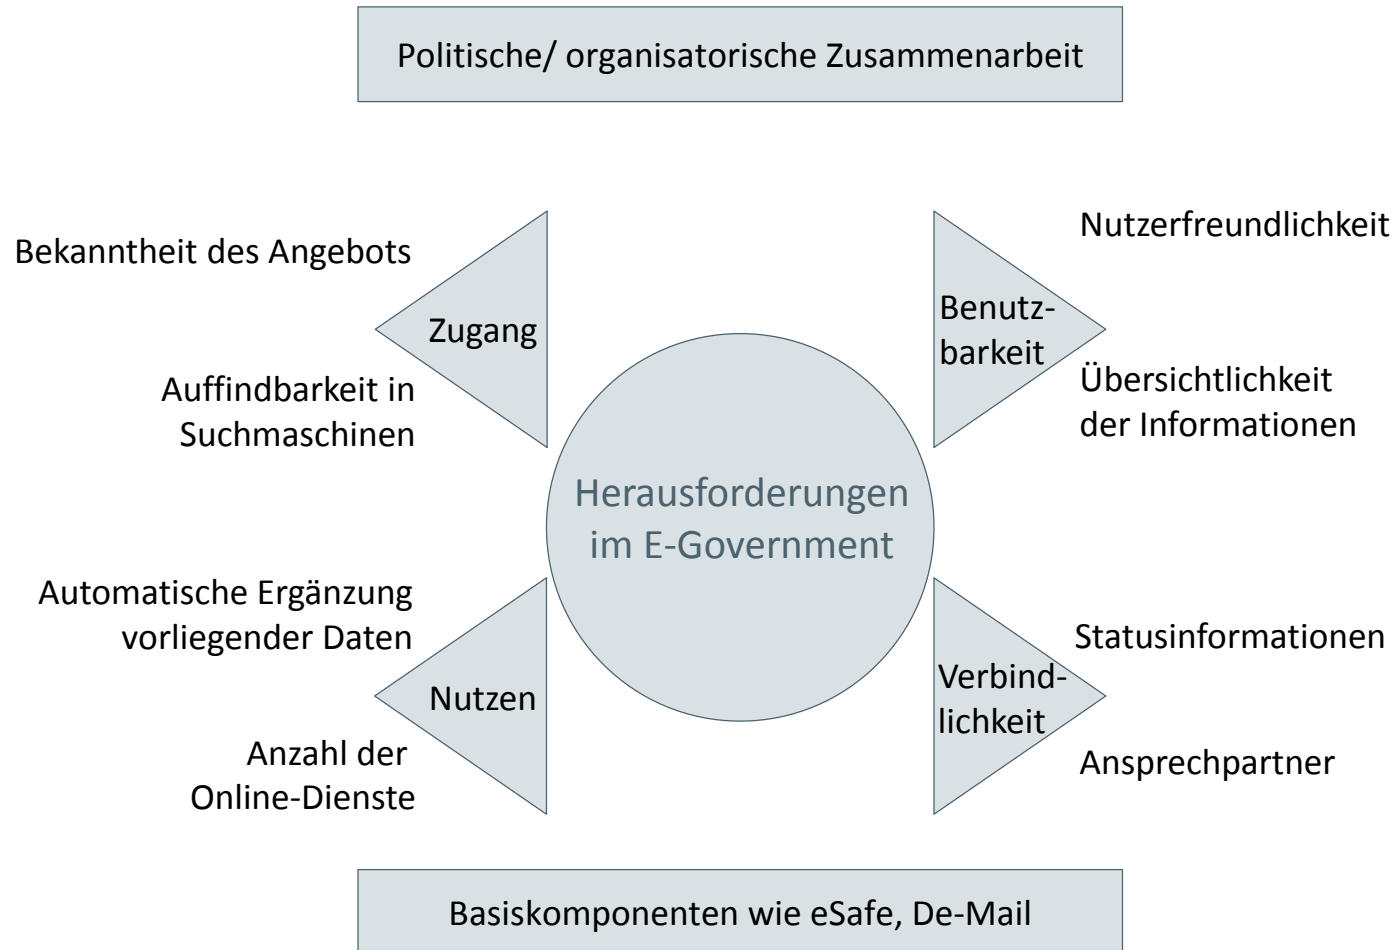 Politische/ organisatorische Zusammenarbeit
Bekanntheit des Angebots
Zugang
Auffindbarkeit in
Suchmaschinen
Nutzerfreundlichkeit
Benutz-
barkeit
Übersichtlichkeit
der Informationen
Herausforderungen
im E-Government
Automatische Ergänzung
vorliegender Daten
Nutzen
Anzahl der
Online-Dienste
Statusinformationen
Verbind-
lichkeit
Ansprechpartner
Basiskomponenten wie eSafe, De-Mail